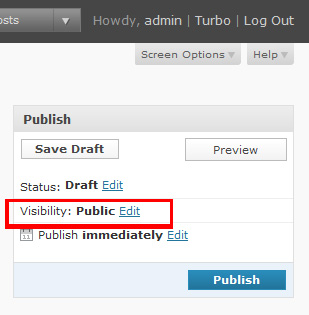 osts
Howdy, admin | Turbo | Log Out
Screen Options Help
Publish
Save Draft Preview
Status: Draft Edit
Visibility: Public Edit
Publish immediately Edit
Publish